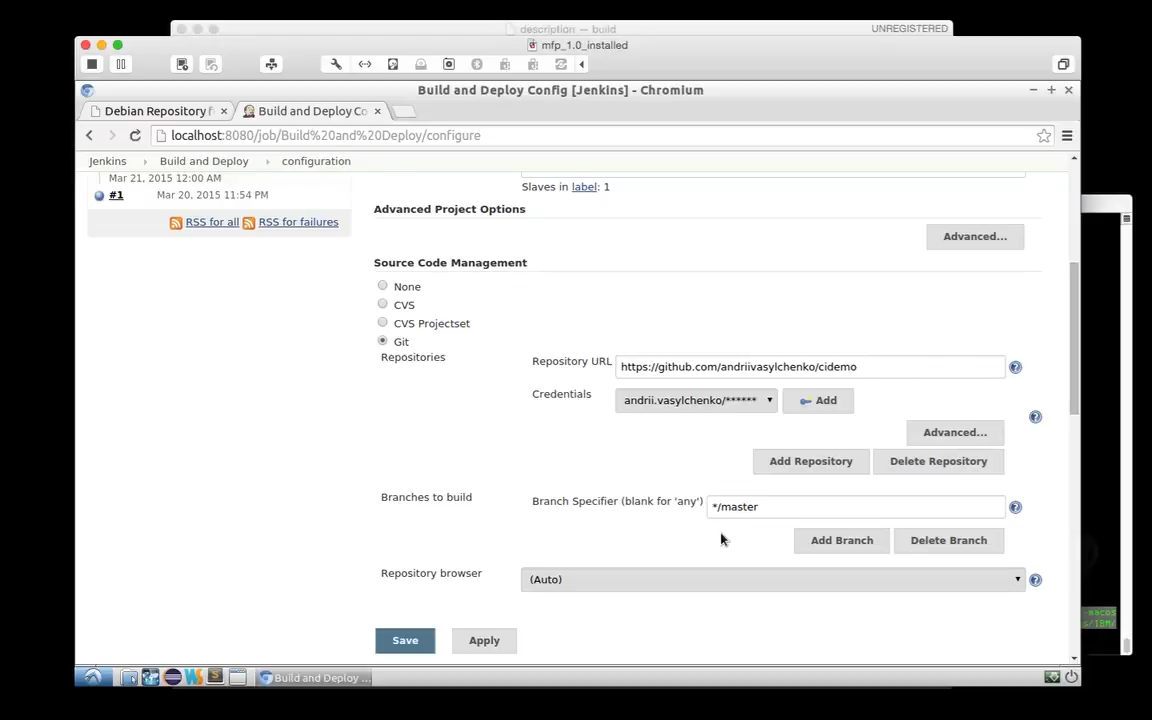 description — build
UNREGISTERED
mfp_1.0_installed
Build and Deploy Config [Jenkins] - Chromium
Debian Repository f
Build and Deploy Co
localhost:8080/job/Build%20and%20Deploy/configure
Jenkins
Build and Deploy
configuration
Mar 21, 2015 12:00 AM
#1 Mar 20, 2015 11:54 PM
RSS for all RSS for failures
Slaves in label: 1
Advanced Project Options
Advanced...
Source Code Management
None
CVS
CVS Projectset
Git
Repositories
Repository URL https://github.com/andriivasylchenko/cidemo
Credentials andrii.vasylchenko/****** Add
Advanced...
Add Repository Delete Repository
Branches to build
Branch Specifier (blank for 'any') */master
Add Branch Delete Branch
Repository browser (Auto)
Save Apply
-macos
s/IBM/
Build and Deploy ...